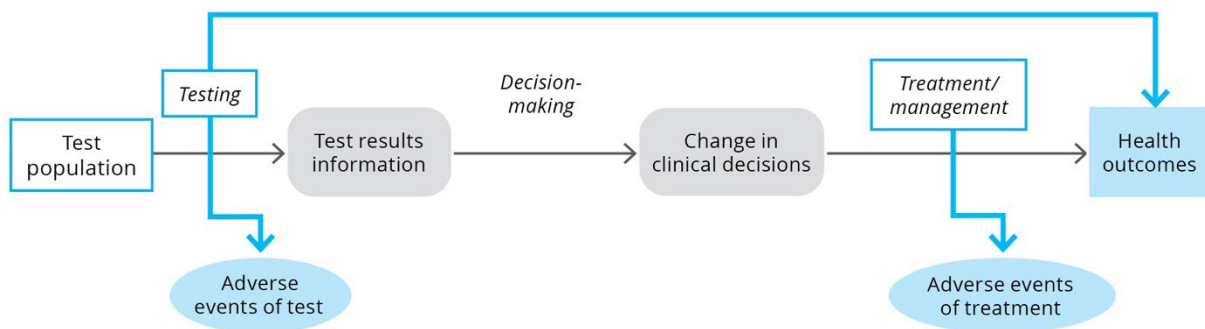 Testing
Decision-
making
Treatment/
management
Test
population
Test results
information
Change in
clinical decisions
Health
outcomes
Adverse
events of test
Adverse events
of treatment